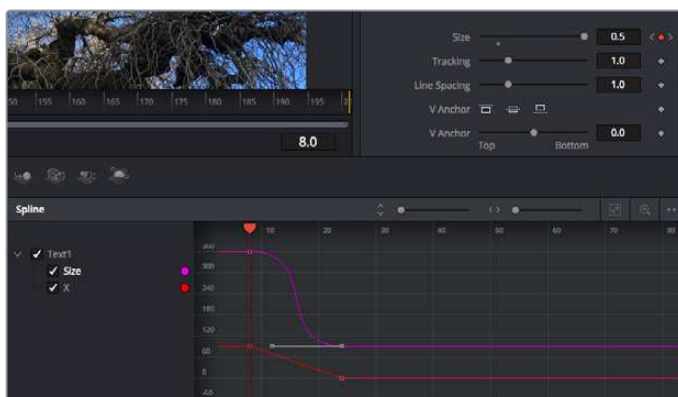 Size 0.5
Tracking 1.0
Line Spacing 1.0
V Anchor
V Anchor 0.0
Top Bottom
155 160 165 170 175 180 185 190 195
8.0
Spline
10 20 30 40 50 60 70 80
Text1
Size
X
300
240
180
120
60
0
-60